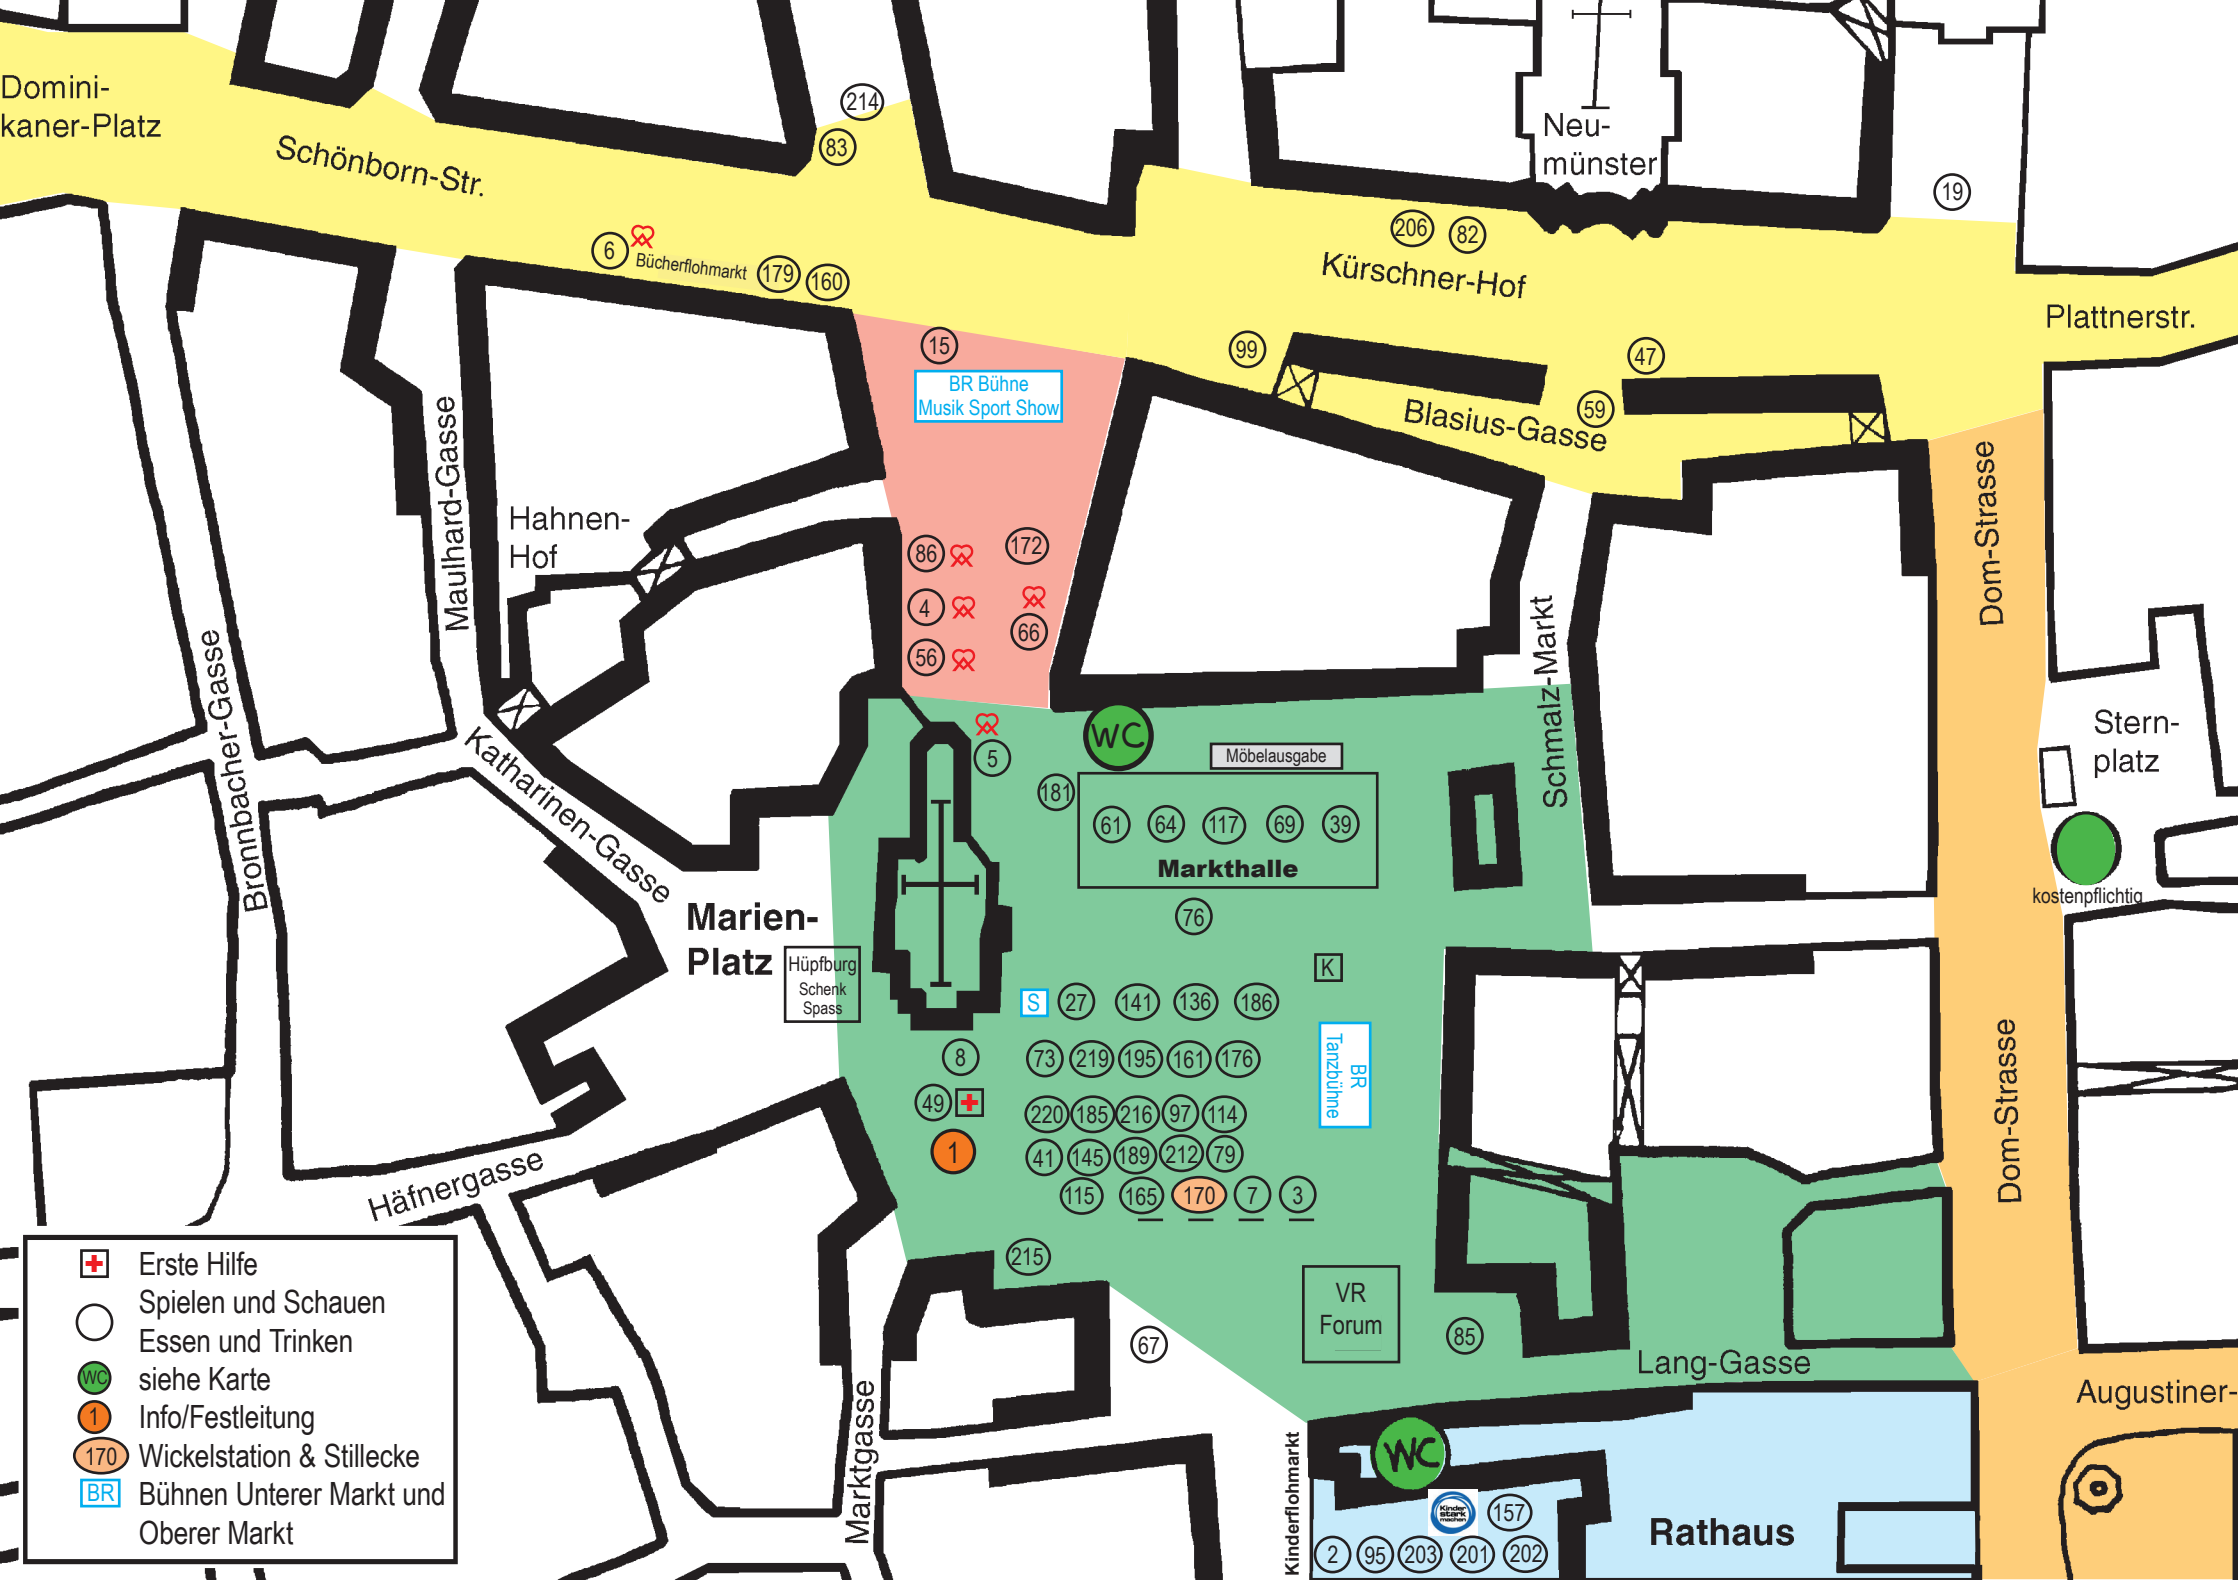 Domini-
kaner-Platz
Schönborn-Str.
214
83
Neu-
münster
19
206
82
Kürschner-Hof
6
Bücherflohmarkt
179
160
Plattnerstr.
15
BR Bühne
Musik Sport Show
99
47
59
Blasius-Gasse
Maulhard-Gasse
Hahnen-
Hof
86
172
4
66
56
Dom-Strasse
Schmalz-Markt
Bronnbacher-Gasse
Katharinen-Gasse
5
WC
Möbelausgabe
181
61
64
117
69
39
Markthalle
Stern-
platz
kostenpflichtig
Marien-
Platz
Hüpfburg
Schenk
Spass
76
K
S
27
141
136
186
8
73
219
195
161
176
BR
Tanzbühne
49
220
185
216
97
114
1
41
145
189
212
79
115
165
170
7
3
Dom-Strasse
Häfnergasse
215
67
VR
Forum
85
Lang-Gasse
Augustiner-
Marktgasse
Kinderflohmarkt
WC
Kinder
stark
machen
157
Rathaus
2
95
203
201
202
Erste Hilfe
Spielen und Schauen
Essen und Trinken
WC siehe Karte
1 Info/Festleitung
170 Wickelstation & Stillecke
BR Bühnen Unterer Markt und
Oberer Markt